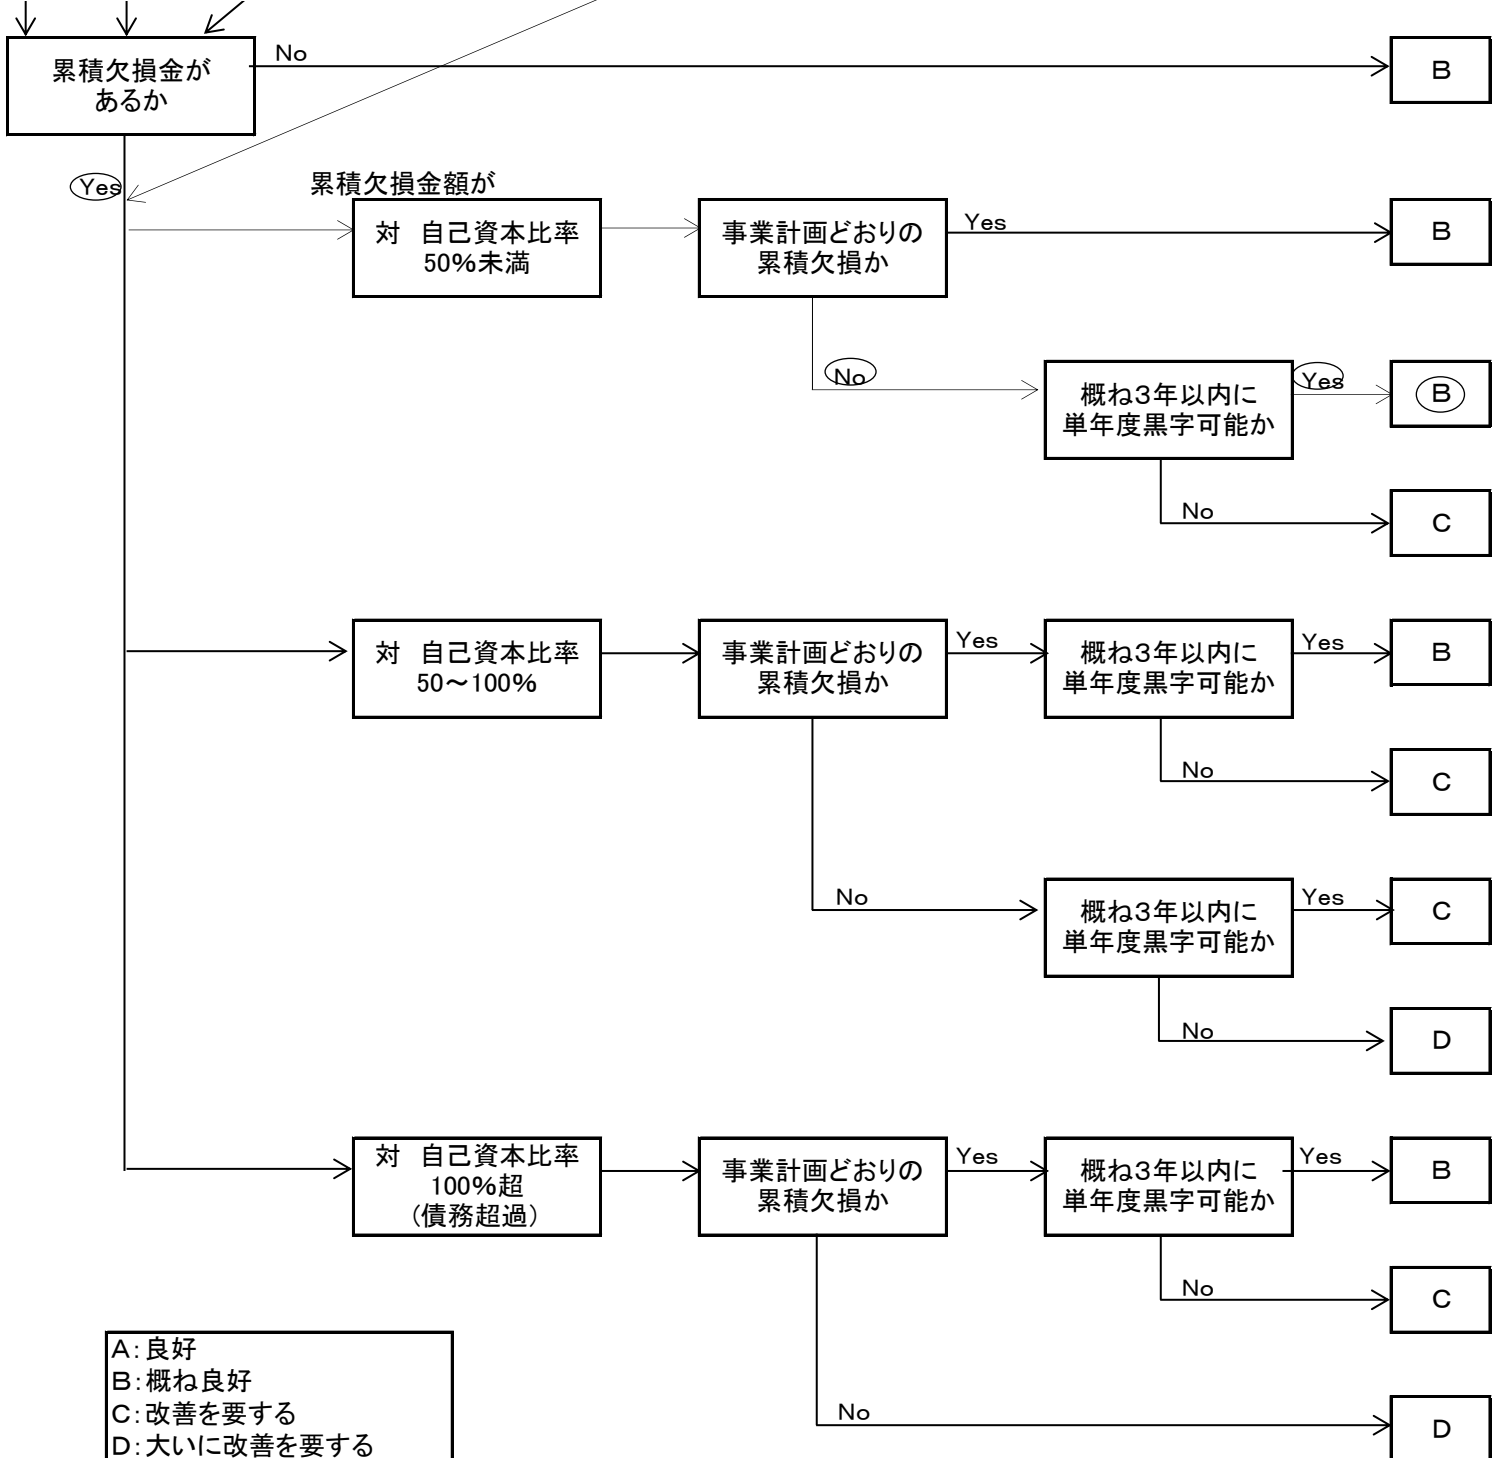 No
累積欠損金が
あるか
B
Yes
累積欠損金額が
対　自己資本比率
50%未満
事業計画どおりの
累積欠損か
Yes
B
No
概ね3年以内に
単年度黒字可能か
Yes
B
No
C
対　自己資本比率
50～100%
事業計画どおりの
累積欠損か
Yes
概ね3年以内に
単年度黒字可能か
Yes
B
No
C
No
概ね3年以内に
単年度黒字可能か
Yes
C
No
D
対　自己資本比率
100%超
(債務超過)
事業計画どおりの
累積欠損か
Yes
概ね3年以内に
単年度黒字可能か
Yes
B
No
C
No
D
A:良好
B:概ね良好
C:改善を要する
D:大いに改善を要する